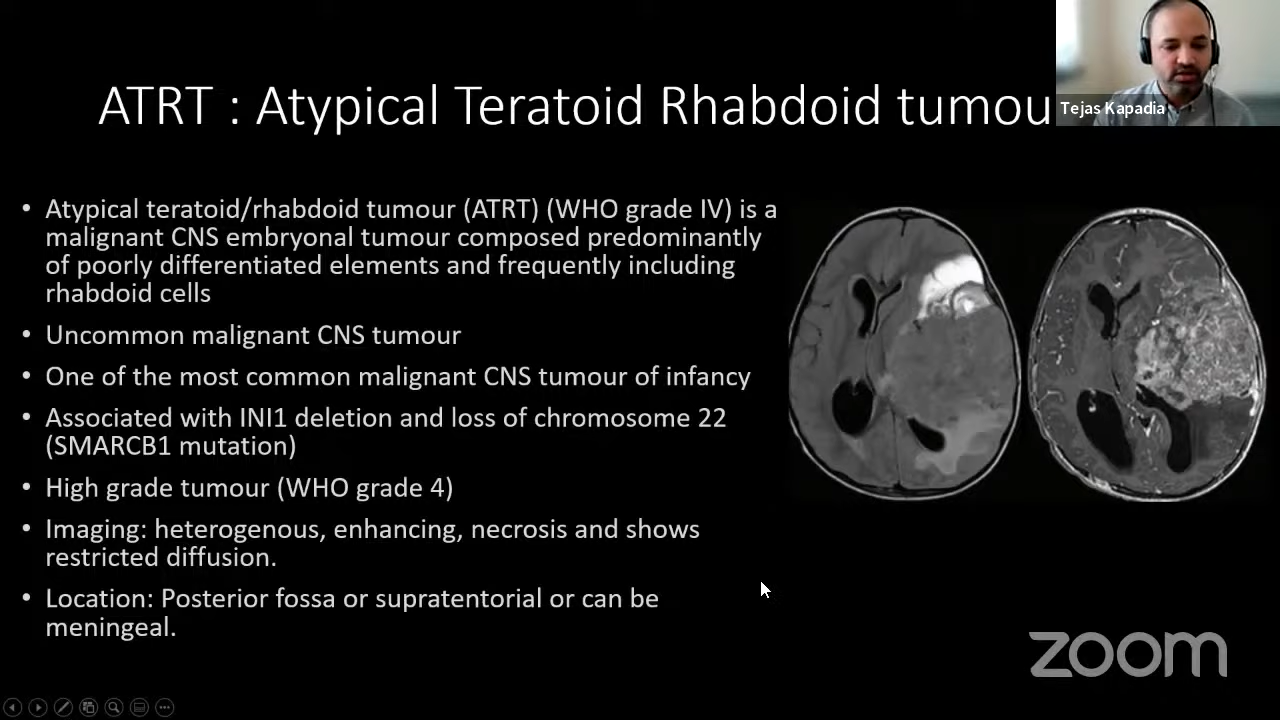 ATRT : Atypical Teratoid Rhabdoid tumou
Tejas Kapadia
• Atypical teratoid/rhabdoid tumour (ATRT) (WHO grade IV) is a
malignant CNS embryonal tumour composed predominantly
of poorly differentiated elements and frequently including
rhabdoid cells
• Uncommon malignant CNS tumour
• One of the most common malignant CNS tumour of infancy
• Associated with INI1 deletion and loss of chromosome 22
(SMARCB1 mutation)
• High grade tumour (WHO grade 4)
• Imaging: heterogenous, enhancing, necrosis and shows
restricted diffusion.
• Location: Posterior fossa or supratentorial or can be
meningeal.
zoom